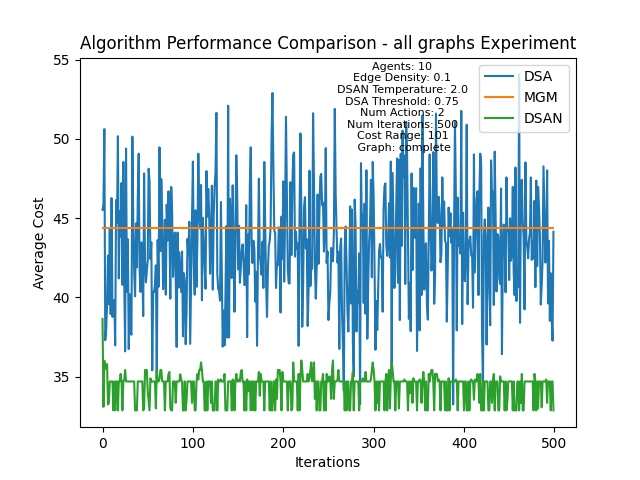 Algorithm Performance Comparison - all graphs Experiment
Agents: 10
Edge Density: 0.1
DSAN Temperature: 2.0
DSA Threshold: 0.75
Num Actions: 2
Num Iterations: 500
Cost Range: 101
Graph: complete
DSA
MGM
DSAN
55
50
45
40
35
Average Cost
0
100
200
300
400
500
Iterations